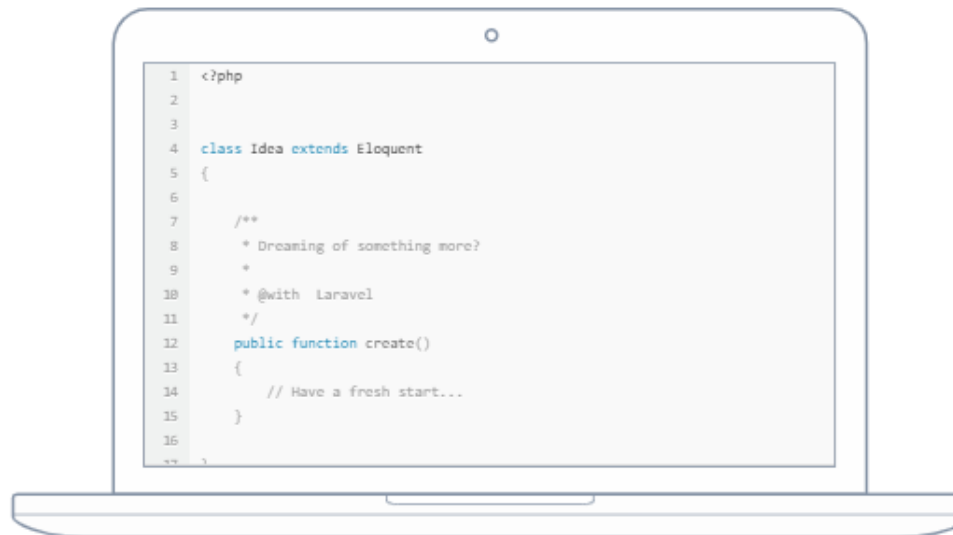 1 <?php
2
3
4 class Idea extends Eloquent
5 {
6
7 /**
8 * Dreaming of something more?
9 *
10 * @with Laravel
11 */
12 public function create()
13 {
14 // Have a fresh start...
15 }
16